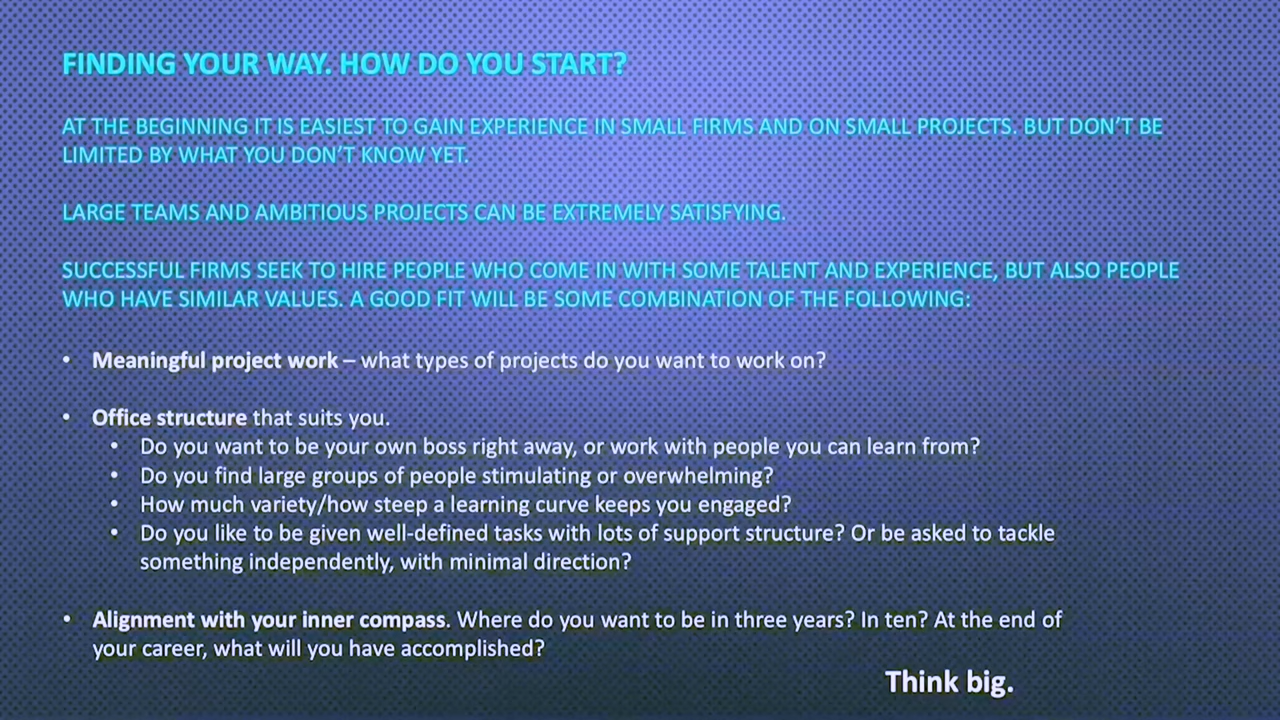 FINDING YOUR WAY. HOW DO YOU START?
AT THE BEGINNING IT IS EASIEST TO GAIN EXPERIENCE IN SMALL FIRMS AND ON SMALL PROJECTS. BUT DON'T BE
LIMITED BY WHAT YOU DON'T KNOW YET.
LARGE TEAMS AND AMBITIOUS PROJECTS CAN BE EXTREMELY SATISFYING.
SUCCESSFUL FIRMS SEEK TO HIRE PEOPLE WHO COME IN WITH SOME TALENT AND EXPERIENCE, BUT ALSO PEOPLE
WHO HAVE SIMILAR VALUES. A GOOD FIT WILL BE SOME COMBINATION OF THE FOLLOWING:
• Meaningful project work – what types of projects do you want to work on?
• Office structure that suits you.
• Do you want to be your own boss right away, or work with people you can learn from?
• Do you find large groups of people stimulating or overwhelming?
• How much variety/how steep a learning curve keeps you engaged?
• Do you like to be given well-defined tasks with lots of support structure? Or be asked to tackle
something independently, with minimal direction?
• Alignment with your inner compass. Where do you want to be in three years? In ten? At the end of
your career, what will you have accomplished?
Think big.